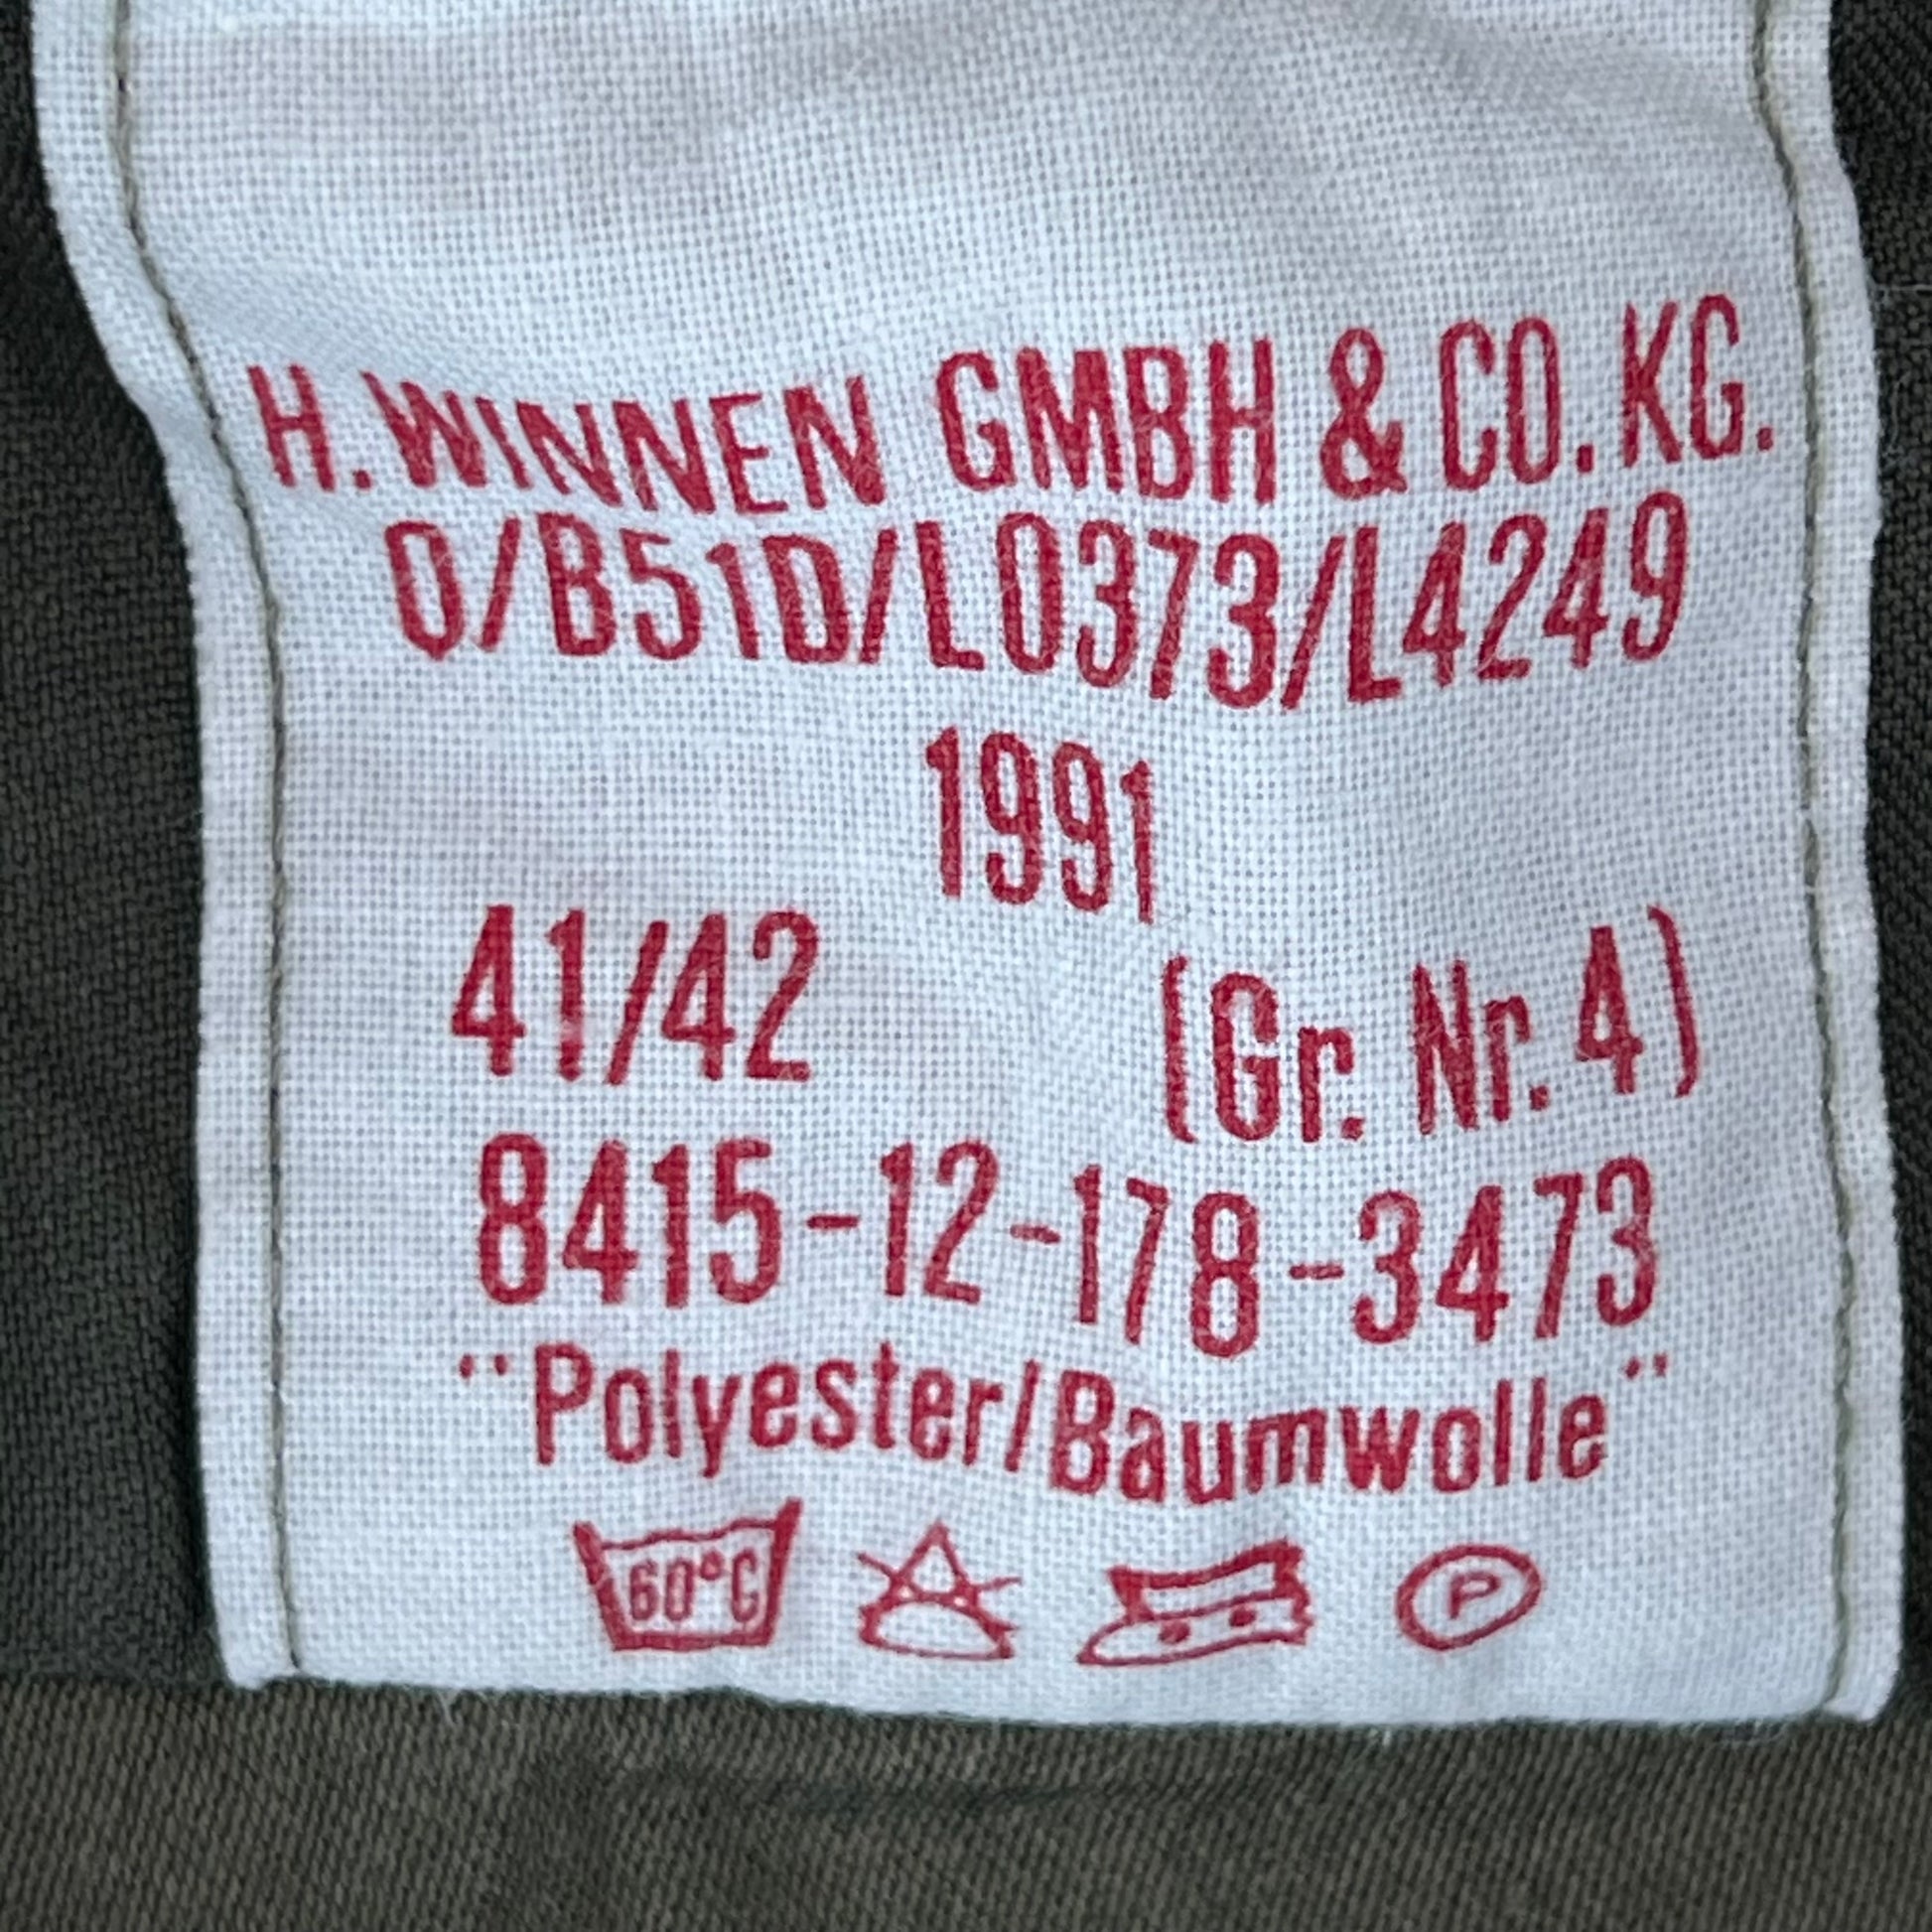 H. WINNEN GMBH & CO. KG.
0/B51D/L0373/L4249
1991
41/42 (Gr. Nr. 4)
8415-12-178-3473
¨Polyester/Baumwolle¨
60°C P